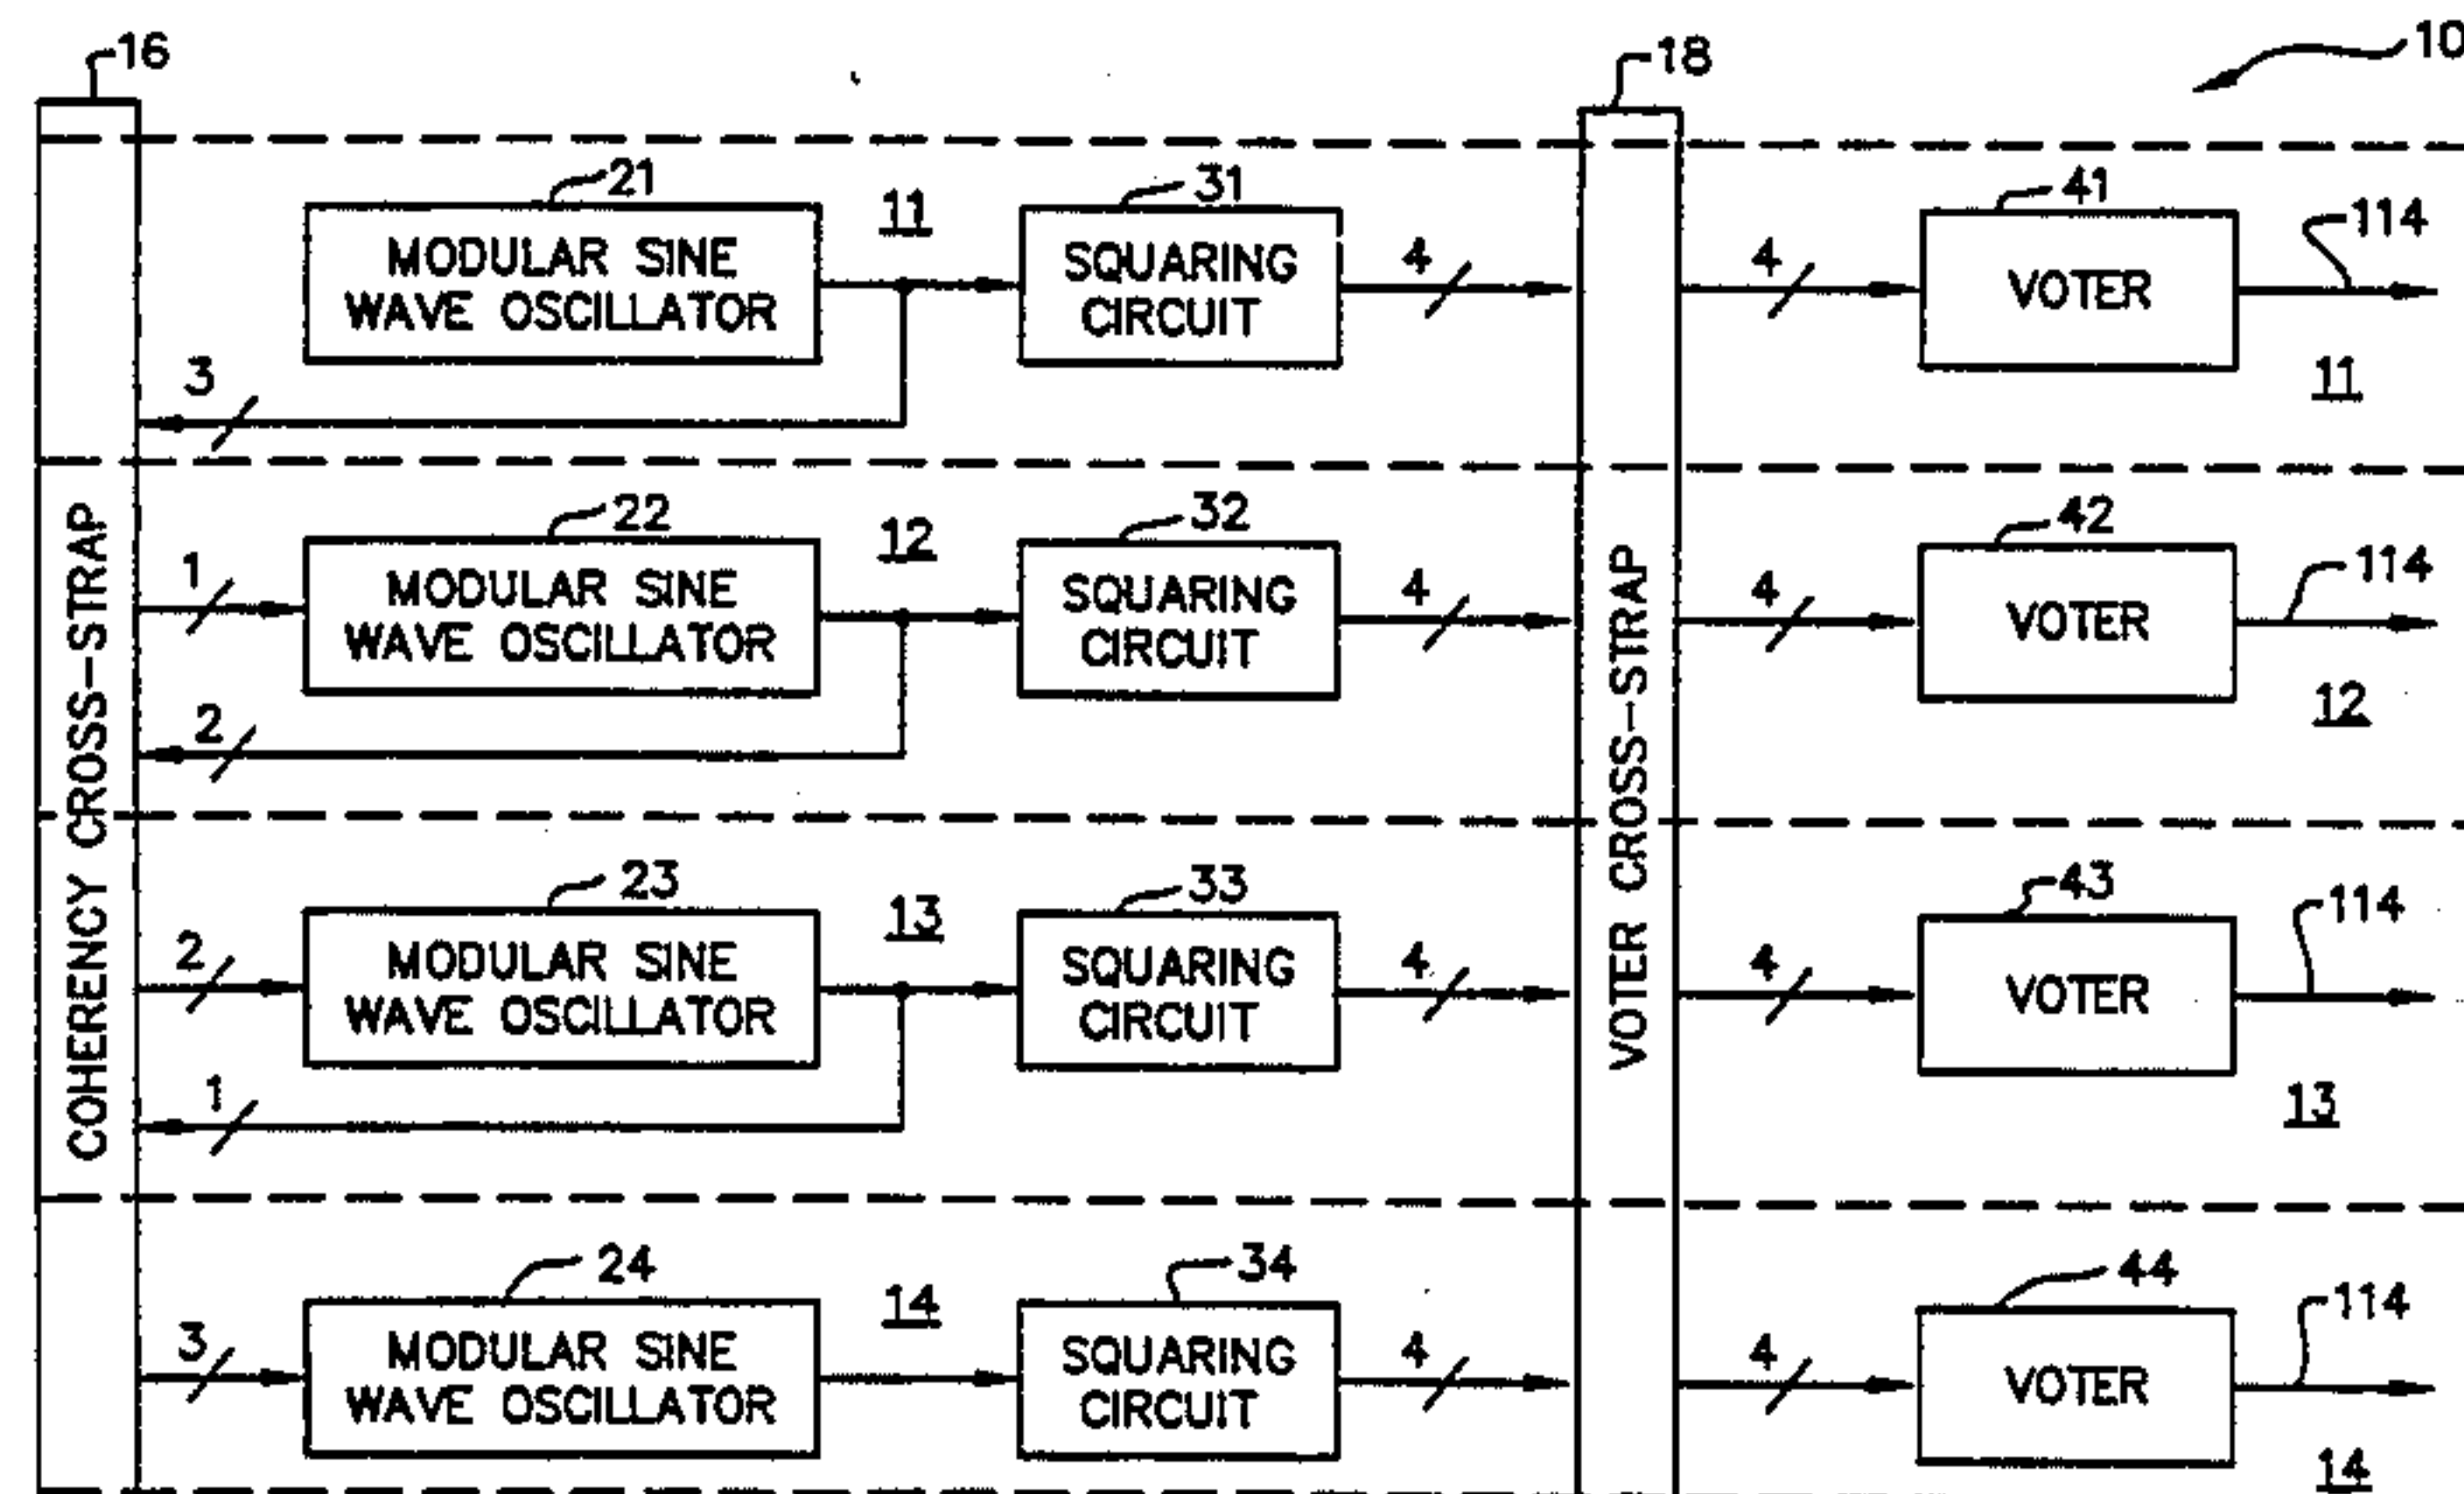 16
18
10
21
11
31
41
114
MODULAR SINE
WAVE OSCILLATOR
SQUARING
CIRCUIT
4
4
VOTER
3
11
22
12
32
42
114
1
MODULAR SINE
WAVE OSCILLATOR
SQUARING
CIRCUIT
4
4
VOTER
2
12
COHERENCY CROSS-STRAP
VOTER CROSS-STRAP
23
13
33
43
114
2
MODULAR SINE
WAVE OSCILLATOR
SQUARING
CIRCUIT
4
4
VOTER
1
13
24
14
34
44
114
3
MODULAR SINE
WAVE OSCILLATOR
SQUARING
CIRCUIT
4
4
VOTER
14